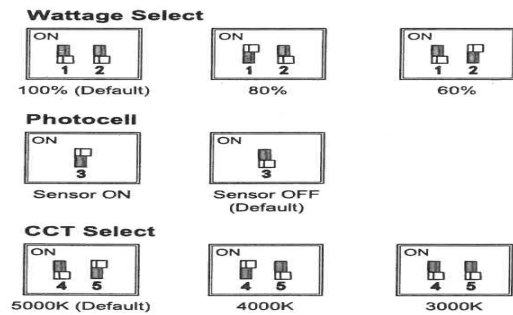 Wattage Select
ON ON ON
1 2 1 2 1 2
100% (Default) 80% 60%
Photocell
ON ON
3 3
Sensor ON Sensor OFF
(Default)
CCT Select
ON ON ON
4 5 4 5 4 5
5000K (Default) 4000K 3000K